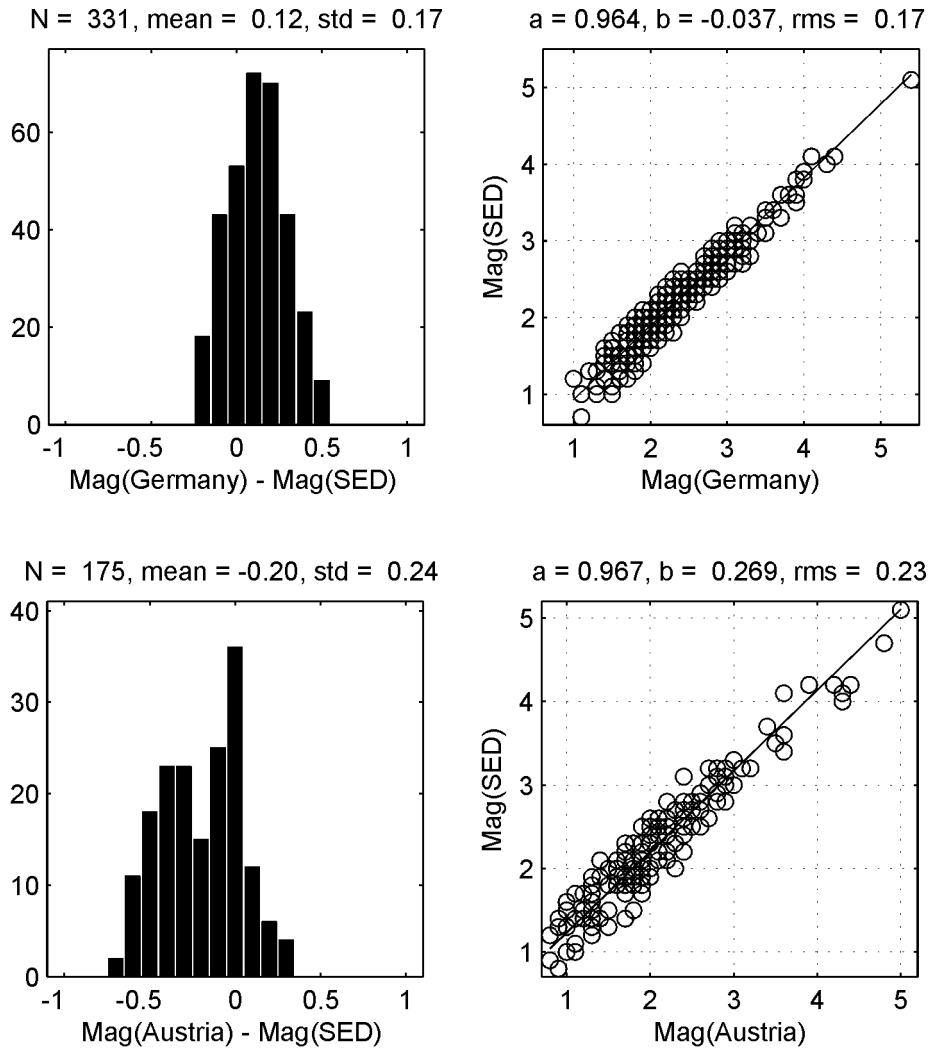 N = 331, mean = 0.12, std = 0.17
60
40
20
0
-1 -0.5 0 0.5 1
Mag(Germany) - Mag(SED)
a = 0.964, b = -0.037, rms = 0.17
Mag(SED)
5
4
3
2
1
1 2 3 4 5
Mag(Germany)
N = 175, mean = -0.20, std = 0.24
40
30
20
10
0
-1 -0.5 0 0.5 1
Mag(Austria) - Mag(SED)
a = 0.967, b = 0.269, rms = 0.23
Mag(SED)
5
4
3
2
1
1 2 3 4 5
Mag(Austria)